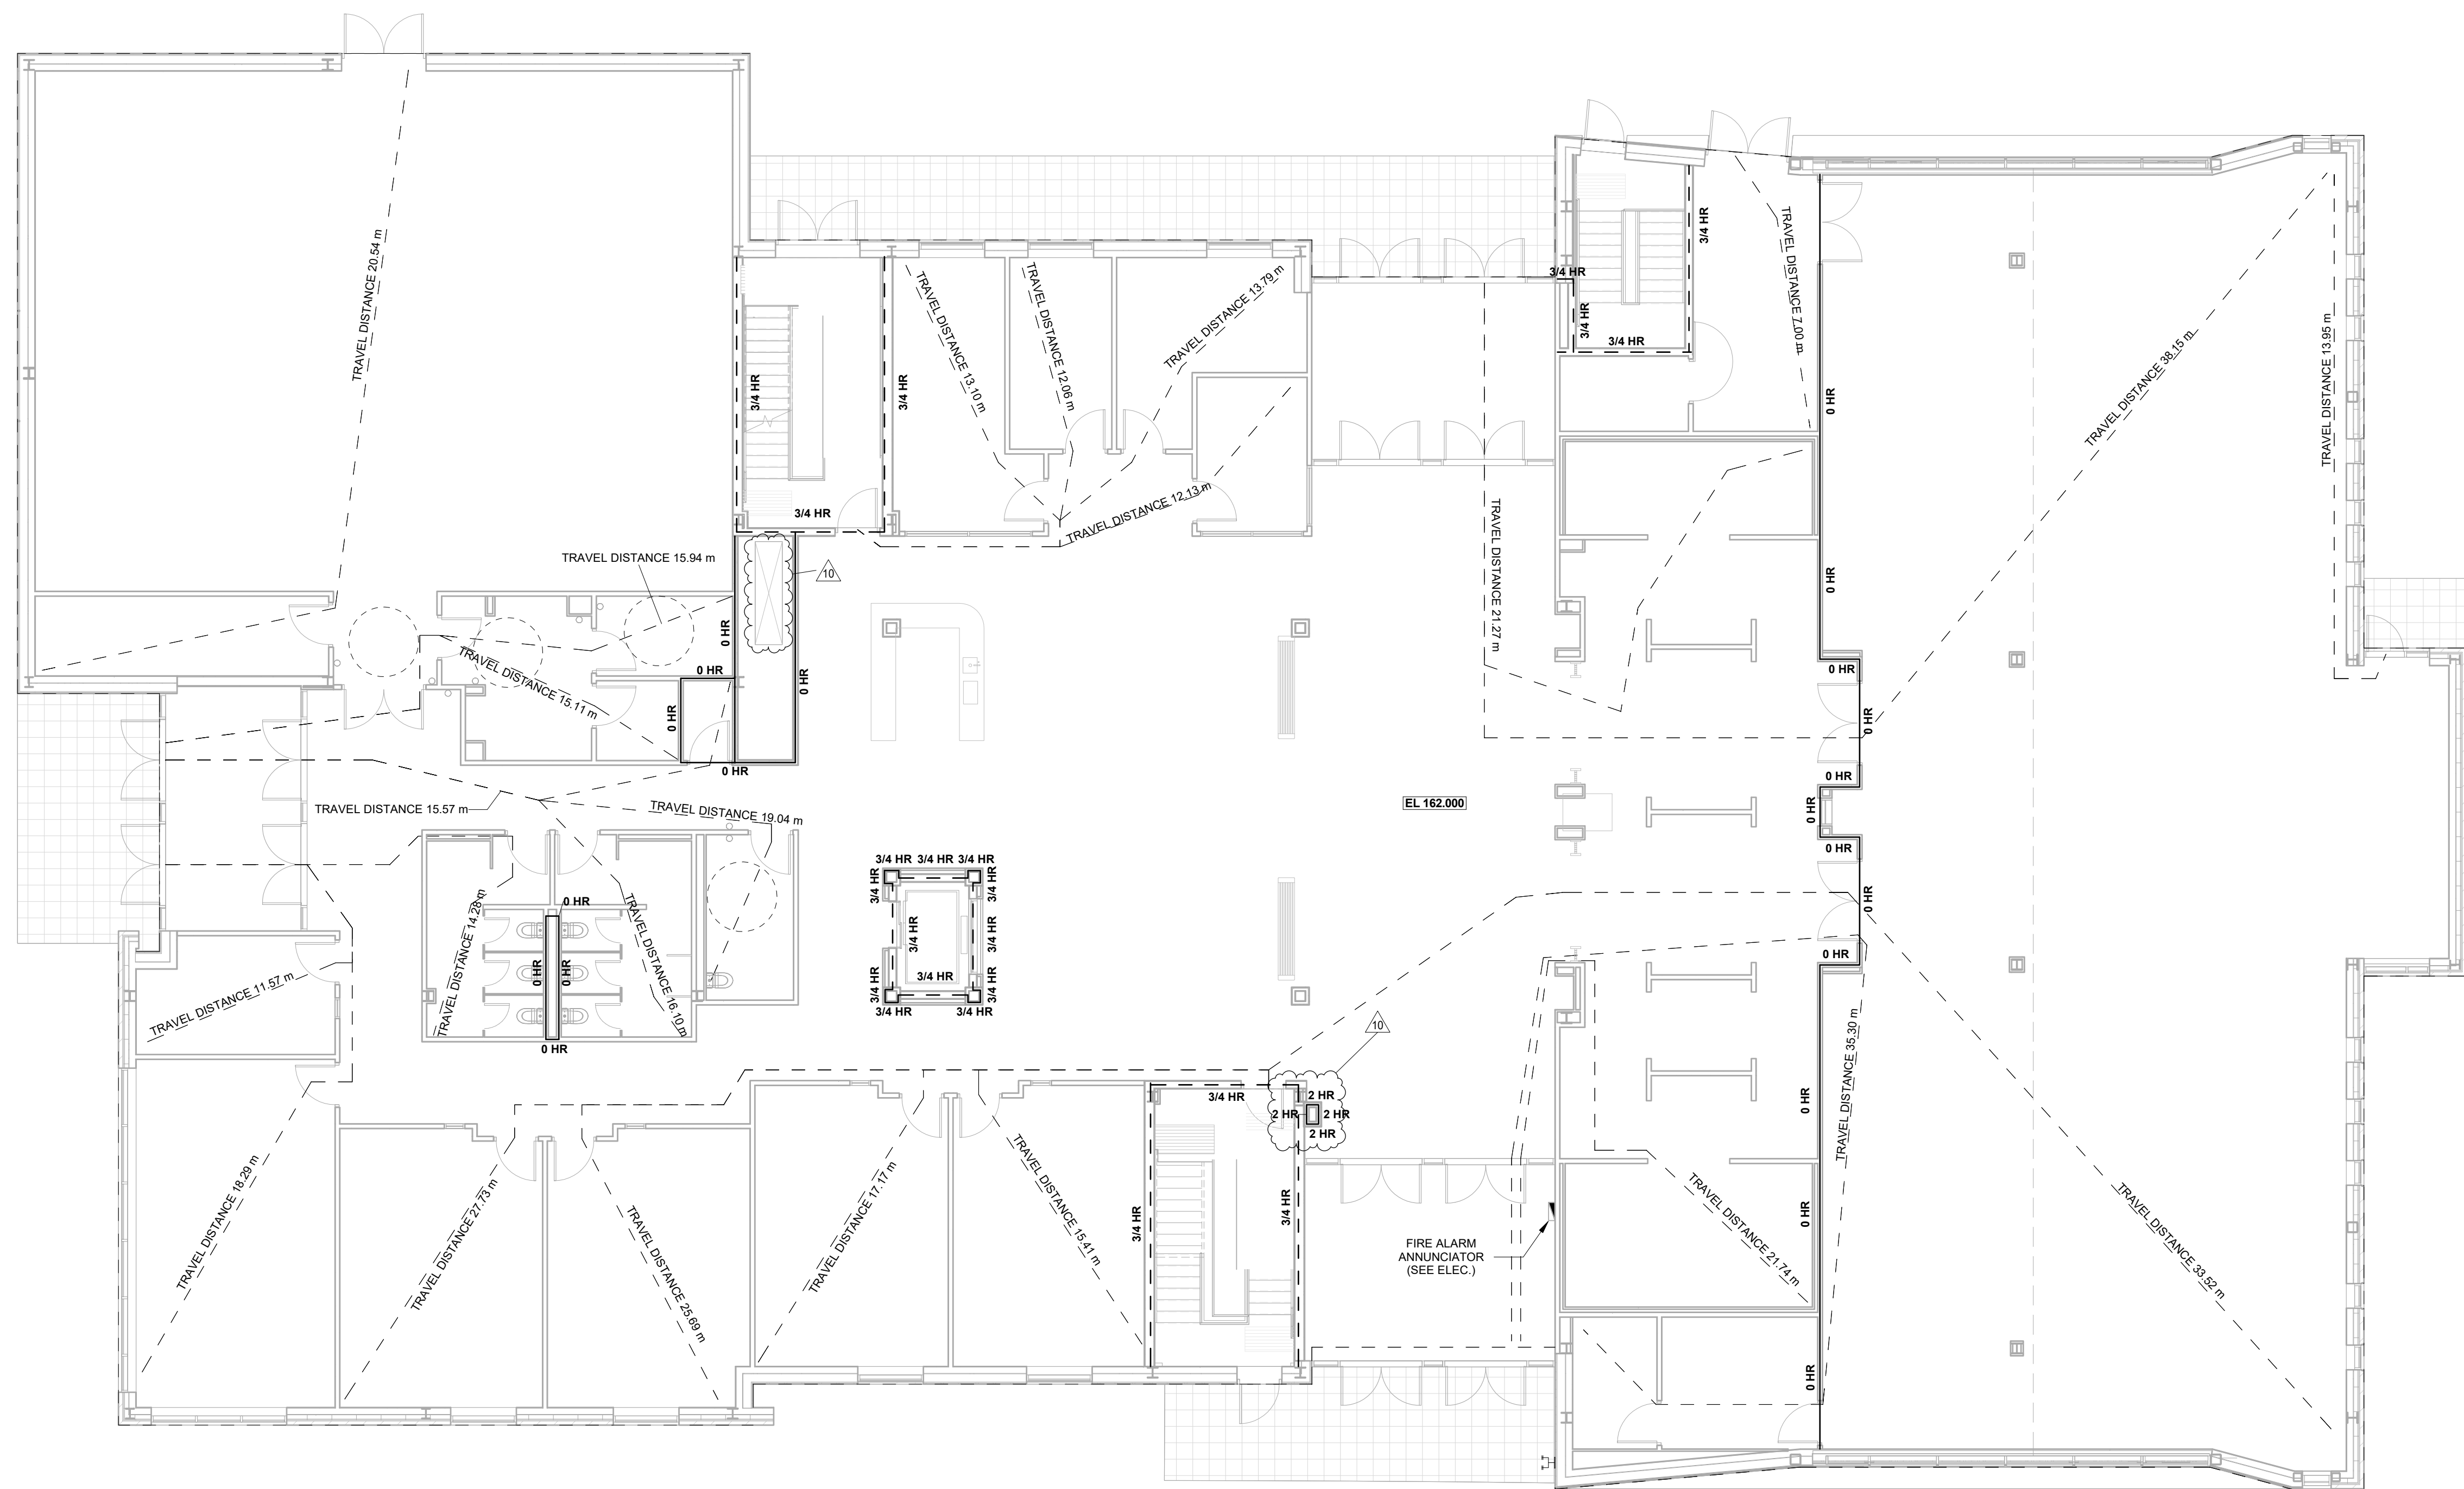 TRAVEL DISTANCE 20.54 m
3/4 HR
3/4 HR
3/4 HR
TRAVEL DISTANCE 13.10 m
TRAVEL DISTANCE 12.06 m
TRAVEL DISTANCE 13.79 m
TRAVEL DISTANCE 12.13 m
3/4 HR
3/4 HR
3/4 HR
3/4 HR
TRAVEL DISTANCE 7.00 m
0 HR
0 HR
TRAVEL DISTANCE 38.15 m
TRAVEL DISTANCE 13.95 m
TRAVEL DISTANCE 21.27 m
TRAVEL DISTANCE 15.94 m
10
0 HR
0 HR
0 HR
0 HR
0 HR
TRAVEL DISTANCE 15.11 m
TRAVEL DISTANCE 15.57 m
TRAVEL DISTANCE 19.04 m
EL 162.000
0 HR
0 HR
0 HR
0 HR
0 HR
0 HR
0 HR
3/4 HR 3/4 HR 3/4 HR
3/4 HR
3/4 HR
3/4 HR
3/4 HR
3/4 HR
3/4 HR
3/4 HR
3/4 HR
3/4 HR
TRAVEL DISTANCE 14.28 m
0 HR
0 HR
0 HR
0 HR
TRAVEL DISTANCE 16.10 m
TRAVEL DISTANCE 11.57 m
10
2 HR
2 HR
2 HR
2 HR
3/4 HR
3/4 HR
3/4 HR
TRAVEL DISTANCE 18.29 m
TRAVEL DISTANCE 27.73 m
TRAVEL DISTANCE 25.69 m
TRAVEL DISTANCE 17.17 m
TRAVEL DISTANCE 15.41 m
FIRE ALARM
ANNUNCIATOR
(SEE ELEC.)
TRAVEL DISTANCE 21.74 m
0 HR
0 HR
0 HR
TRAVEL DISTANCE 35.30 m
TRAVEL DISTANCE 33.52 m